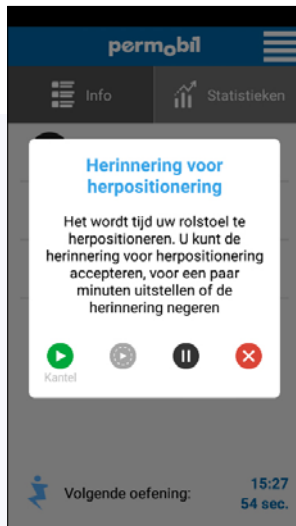 permobil
Info
Statistieken
Herinnering voor
herpositionering
Het wordt tijd uw rolstoel te
herpositioneren. U kunt de
herinnering voor herpositionering
accepteren, voor een paar
minuten uitstellen of de
herinnering negeren
Kantel
Volgende oefening:
15:27
54 sec.